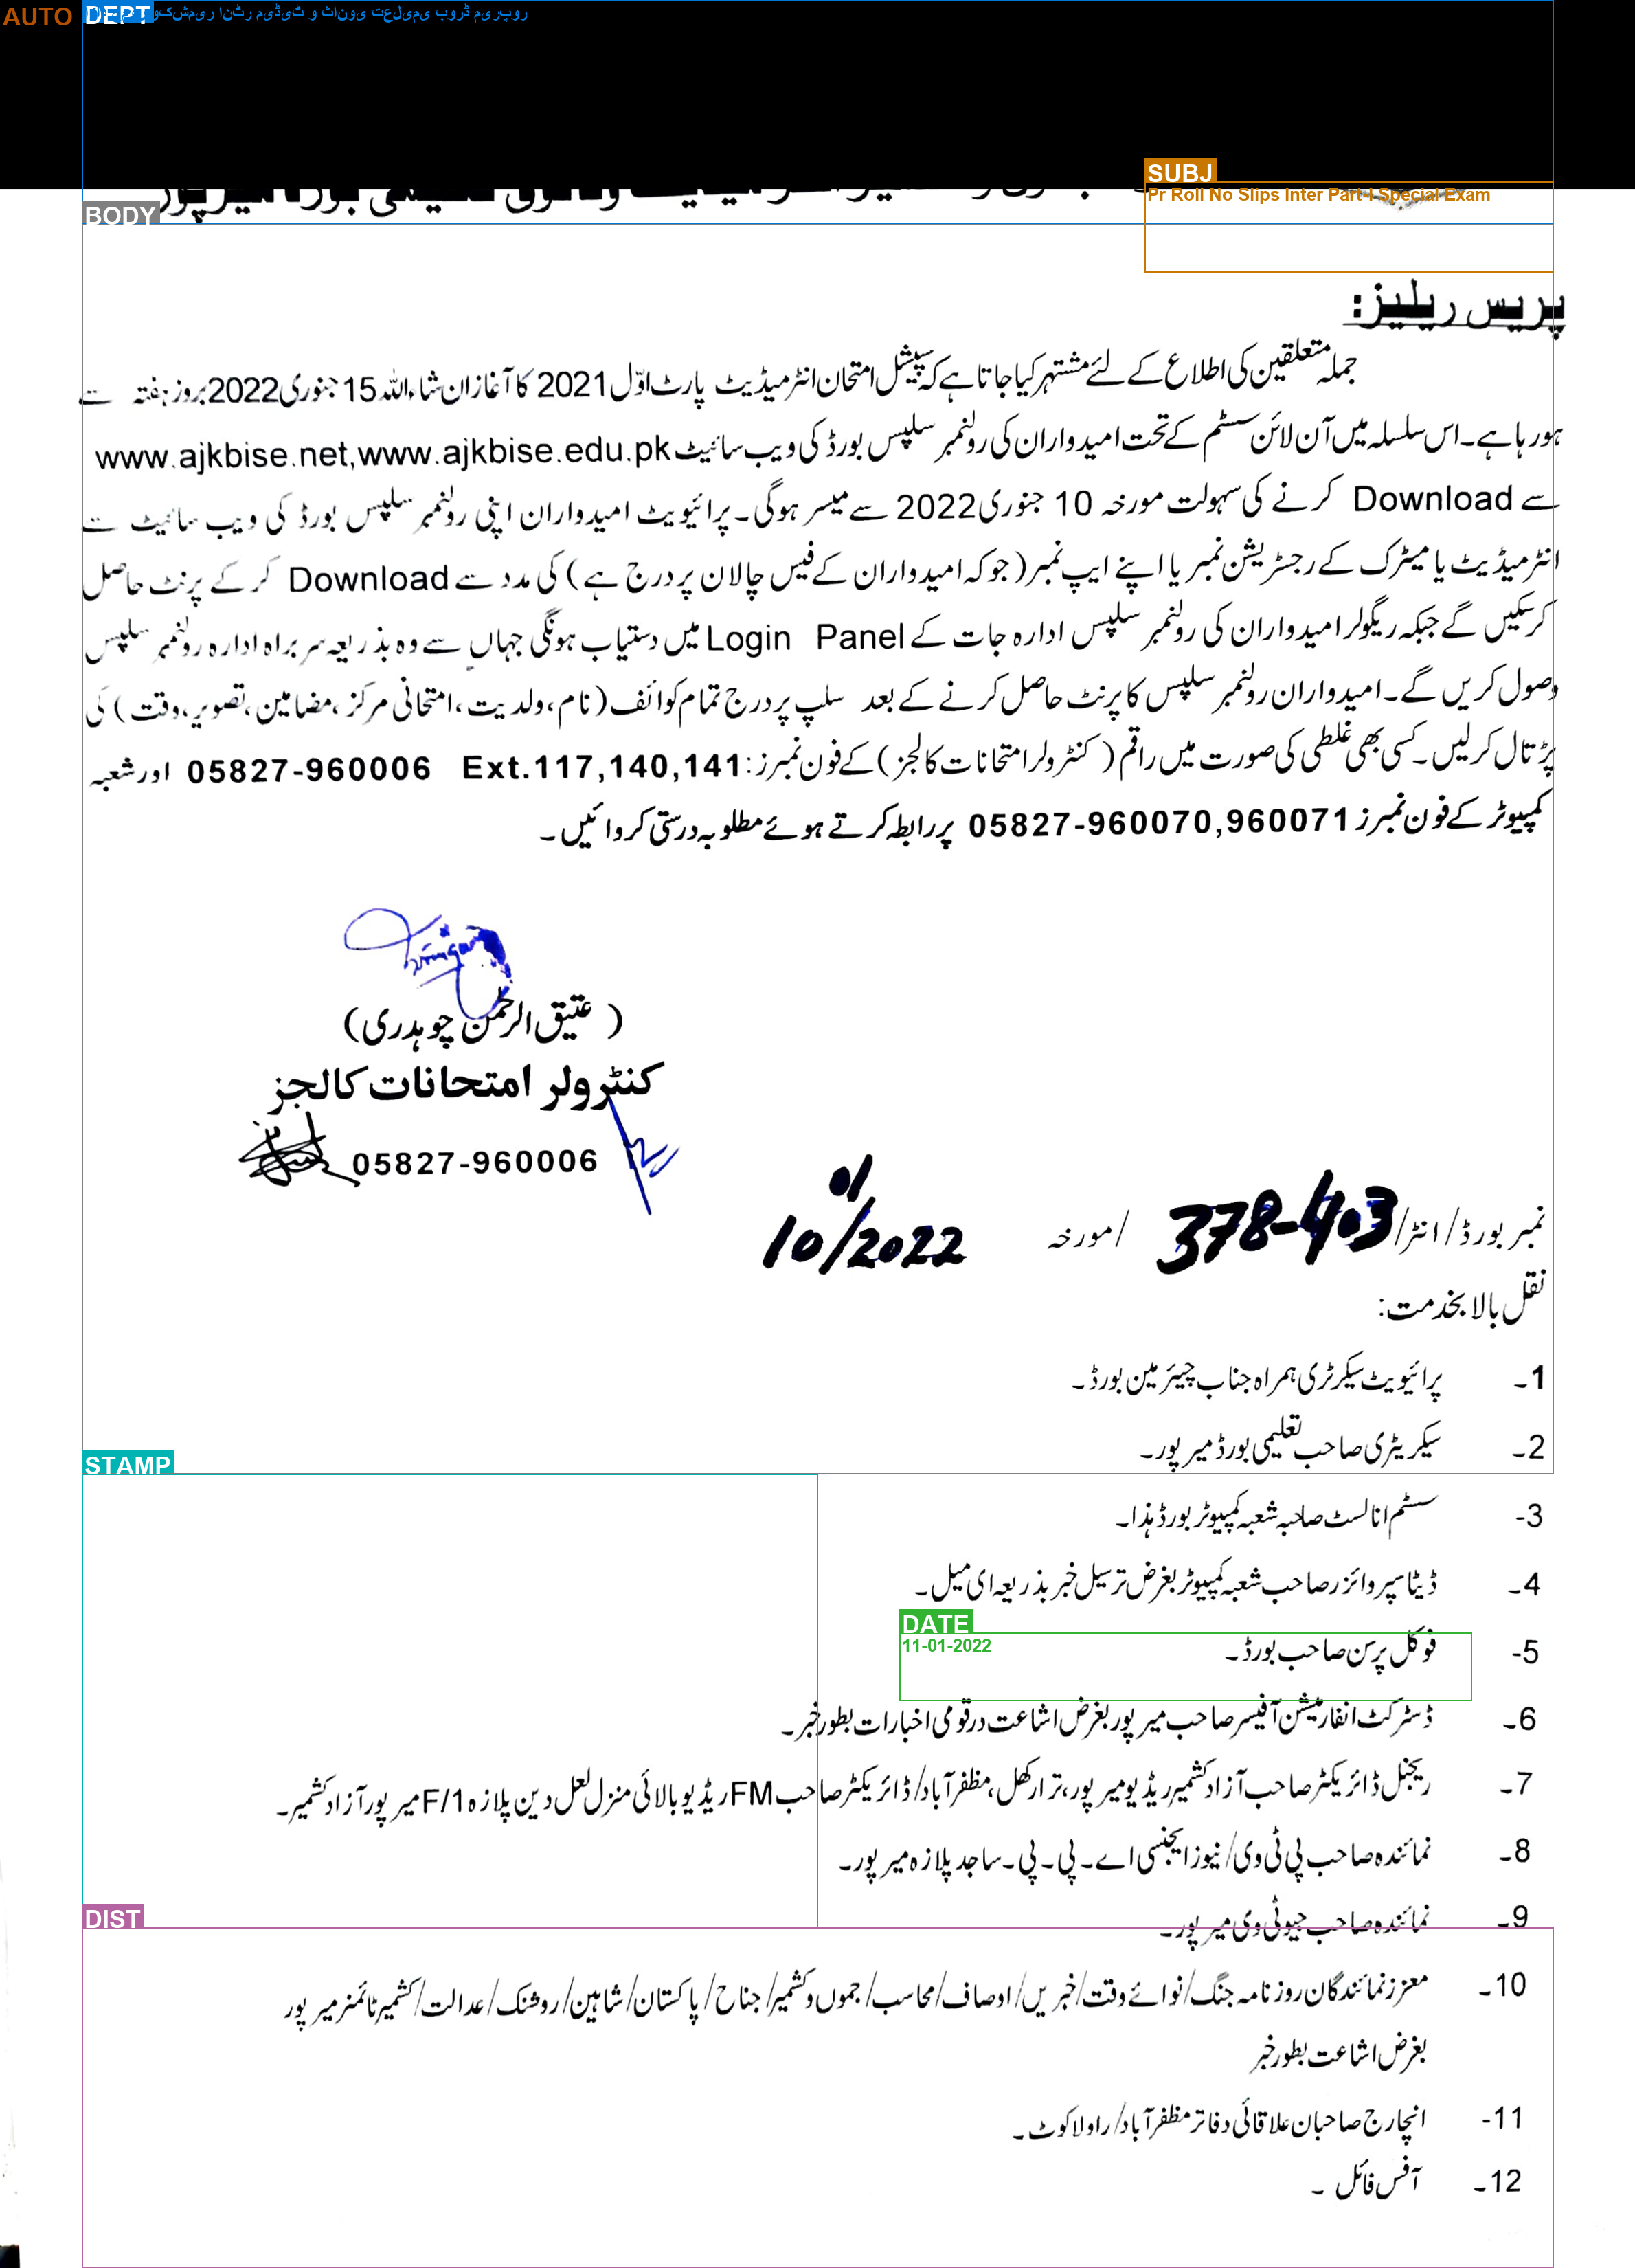 AUTO
DEPT
SUBJ
Pr Roll No Slips Inter Part-I Special Exam
BODY
پریس ریلیز:
جملہ متعلقین کی اطلاع کے لئے مشتہر کیا جاتا ہے کہ سپیشل امتحان انٹرمیڈیٹ پارٹ اوّل 2021 کا آغاز ان شاءاللہ 15 جنوری 2022 بروز ہفتہ سے
ہو رہا ہے۔ اس سلسلہ میں آن لائن سسٹم کے تحت امیدواران کی رولنمبر سلپس بورڈ کی ویب سائیٹ www.ajkbise.net,www.ajkbise.edu.pk
سے Download کرنے کی سہولت مورخہ 10 جنوری 2022 سے میسر ہوگی۔ پرائیویٹ امیدواران اپنی رولنمبر سلپس بورڈ کی ویب سائیٹ سے
انٹرمیڈیٹ یا میٹرک کے رجسٹریشن نمبر یا اپنے ایپ نمبر (جو کہ امیدواران کے فیس چالان پر درج ہے) کی مدد سے Download کر کے پرنٹ حاصل
کر سکیں گے جبکہ ریگولر امیدواران کی رولنمبر سلپس ادارہ جات کے Login Panel میں دستیاب ہونگی جہاں سے وہ بذریعہ سربراہ ادارہ رولنمبر سلپس
وصول کریں گے۔ امیدواران رولنمبر سلپس کا پرنٹ حاصل کرنے کے بعد سلپ پر درج تمام کوائف (نام، ولدیت، امتحانی مرکز، مضامین، تصویر، وقت) کی
پڑتال کر لیں۔ کسی بھی غلطی کی صورت میں راقم (کنٹرولر امتحانات کالجز) کے فون نمبرز: 05827-960006 Ext.117,140,141 اور شعبہ
کمپیوٹر کے فون نمبرز 05827-960070,960071 پر رابطہ کرتے ہوئے مطلوبہ درستی کروائیں۔
(عتیق الرحمٰن چوہدری)
کنٹرولر امتحانات کالجز
05827-960006
نمبر بورڈ/انٹر/ 378-403 /مورخہ 10/01/2022
نقل بالا بخدمت:
1۔ پرائیویٹ سیکرٹری ہمراہ جناب چیئرمین بورڈ۔
2۔ سیکریٹری صاحب تعلیمی بورڈ میرپور۔
STAMP
3- سسٹم انالسٹ صاحبہ شعبہ کمپیوٹر بورڈ ہذا۔
4۔ ڈیٹا سپروائزر صاحب شعبہ کمپیوٹر بغرض ترسیل خبر بذریعہ ای میل۔
DATE
11-01-2022
5- فوکل پرسن صاحب بورڈ۔
6۔ ڈسٹرکٹ انفارمیشن آفیسر صاحب میرپور بغرض اشاعت در قومی اخبارات بطور خبر۔
7۔ ریجنل ڈائریکٹر صاحب آزاد کشمیر ریڈیو میرپور، تراڑکھل، مظفرآباد/ڈائریکٹر صاحب FM ریڈیو بالائی منزل لعل دین پلازہ F/1 میرپور آزاد کشمیر۔
8۔ نمائندہ صاحب پی ٹی وی/نیوز ایجنسی اے۔پی۔پی۔ ساجد پلازہ میرپور۔
9۔ نمائندہ صاحب جیو ٹی وی میرپور۔
DIST
10۔ معزز نمائندگان روزنامہ جنگ/نوائے وقت/خبریں/اوصاف/محاسب/جموں و کشمیر/جناح/پاکستان/شاہین/روشنک/عدالت/کشمیر ٹائمنر میرپور
بغرض اشاعت بطور خبر
11- انچارج صاحبان علاقائی دفاتر مظفرآباد/راولاکوٹ۔
12۔ آفس فائل۔